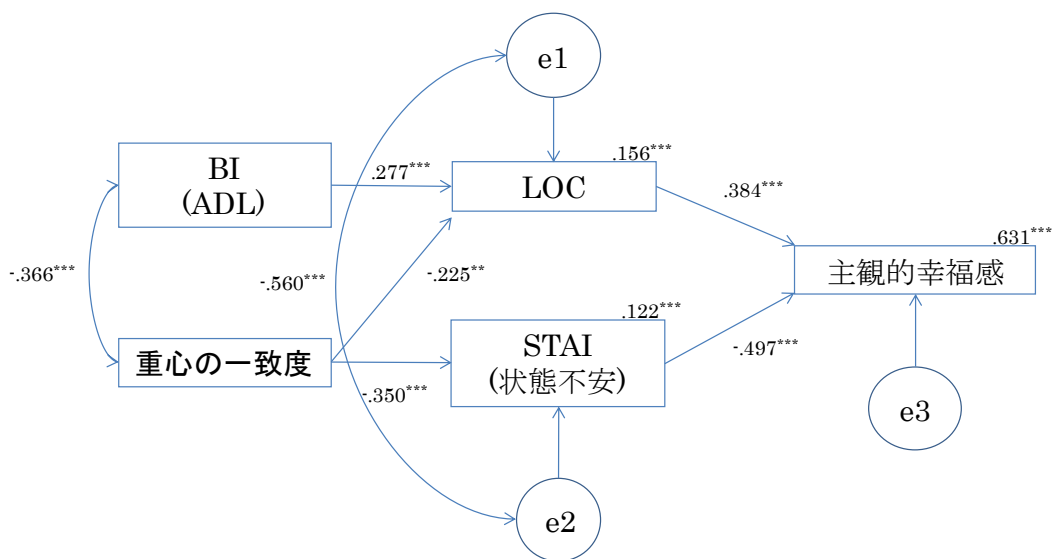 e1
.156***
BI
(ADL)
.277***
LOC
.384***
.631***
-.366***
-.560***
-.225**
主観的幸福感
.122***
重心の一致度
STAI
(状態不安)
-.497***
-.350***
e3
e2